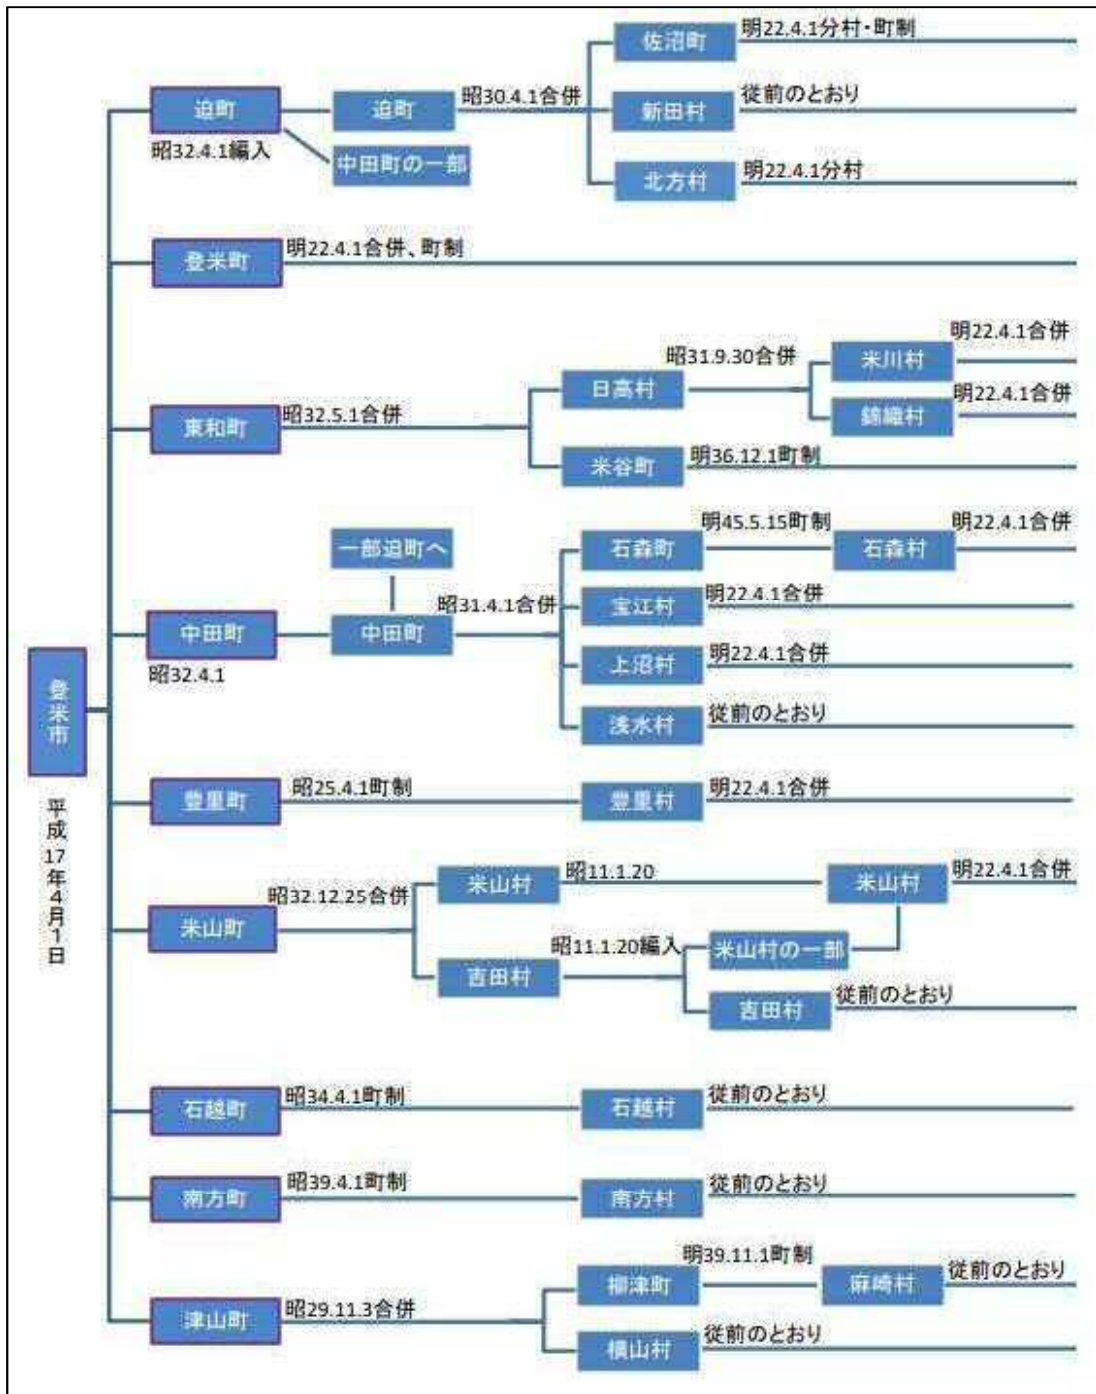 佐沼町 明22.4.1分村・町制
迫町 迫町 昭30.4.1合併 新田村 従前のとおり
昭32.4.1編入 中田町の一部
北方村 明22.4.1分村
登米町 明22.4.1合併、町制
昭31.9.30合併 米川村 明22.4.1合併
日高村
錦織村 明22.4.1合併
東和町 昭32.5.1合併
米谷町 明36.12.1町制
一部迫町へ
石森町 明45.5.15町制 石森村 明22.4.1合併
宝江村 明22.4.1合併
中田町 中田町 昭31.4.1合併
昭32.4.1
上沼村 明22.4.1合併
浅水村 従前のとおり
登米市
平成17年4月1日
豊里町 昭25.4.1町制 豊里村 明22.4.1合併
米山村 昭11.1.20 米山村 明22.4.1合併
米山町 昭32.12.25合併
昭11.1.20編入 米山村の一部
吉田村
吉田村 従前のとおり
石越町 昭34.4.1町制 石越村 従前のとおり
南方町 昭39.4.1町制 南方村 従前のとおり
柳津町 明39.11.1町制 麻崎村 従前のとおり
津山町 昭29.11.3合併
横山村 従前のとおり